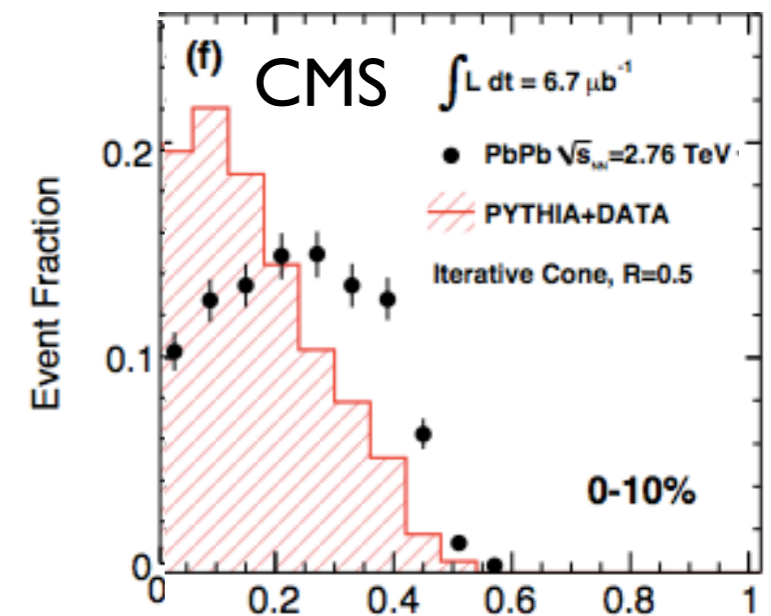 (f)
CMS
∫L dt = 6.7 μb⁻¹
PbPb √sNN=2.76 TeV
PYTHIA+DATA
Iterative Cone, R=0.5
0-10%
Event Fraction
0.2
0.1
0
0 0.2 0.4 0.6 0.8 1